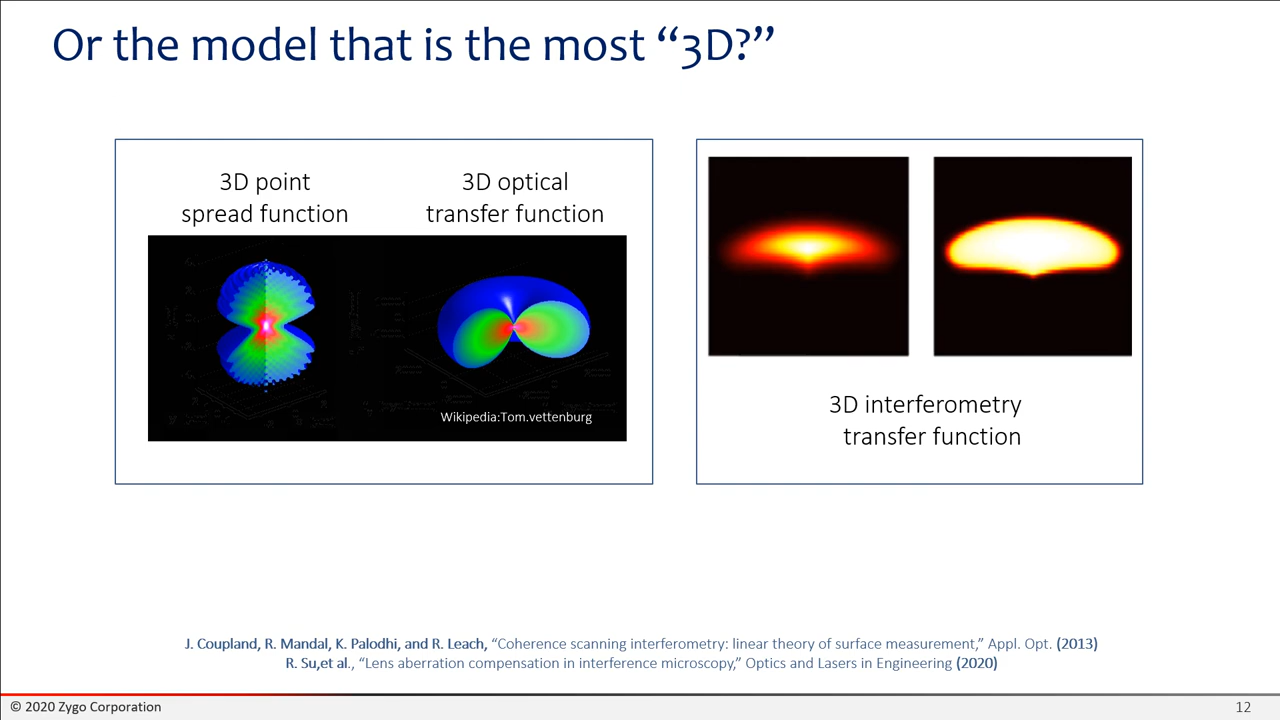 Or the model that is the most “3D?”
3D point
spread function
3D optical
transfer function
Wikipedia:Tom.vettenburg
3D interferometry
transfer function
J. Coupland, R. Mandal, K. Palodhi, and R. Leach, “Coherence scanning interferometry: linear theory of surface measurement,” Appl. Opt. (2013)
R. Su,et al., “Lens aberration compensation in interference microscopy,” Optics and Lasers in Engineering (2020)
© 2020 Zygo Corporation
12